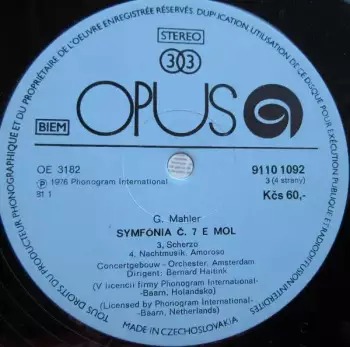 TOUS DROITS DU PRODUCTEUR PHONOGRAPHIQUE ET DU PROPRIÉTAIRE DE L'OEUVRE ENREGISTRÉE RÉSERVÉS. DUPLICATION, UTILISATION DE CE DISQUE POUR EXÉCUTION PUBLIQUE ET RADIODIFFUSION INTERDITES
STEREO
33
OPUS
BIEM
OE 3182
9110 1092
Ⓟ 1976 Phonogram International
3 (4 strany)
81 1
Kčs 60,-
G. Mahler
SYMFÓNIA Č. 7 E MOL
3. Scherzo
4. Nachtmusik. Amoroso
Concertgebouw - Orchester, Amsterdam
Dirigent: Bernard Haitink
(V licencii firmy Phonogram International-
-Baarn, Holandsko)
(Licensed by Phonogram International-
-Baarn, Netherlands)
MADE IN CZECHOSLOVAKIA